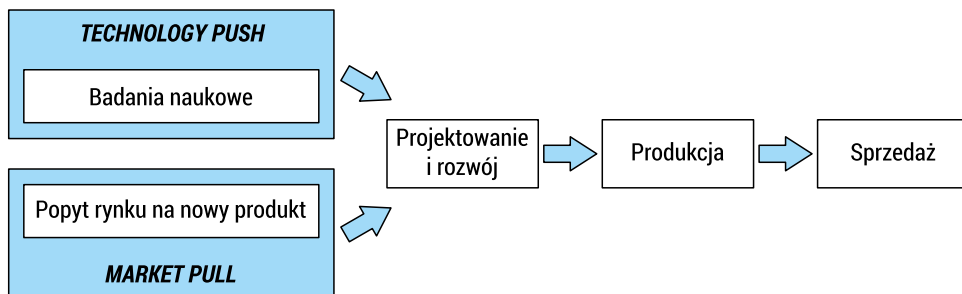 TECHNOLOGY PUSH
Badania naukowe
Popyt rynku na nowy produkt
MARKET PULL
Projektowanie
i rozwój
Produkcja
Sprzedaż